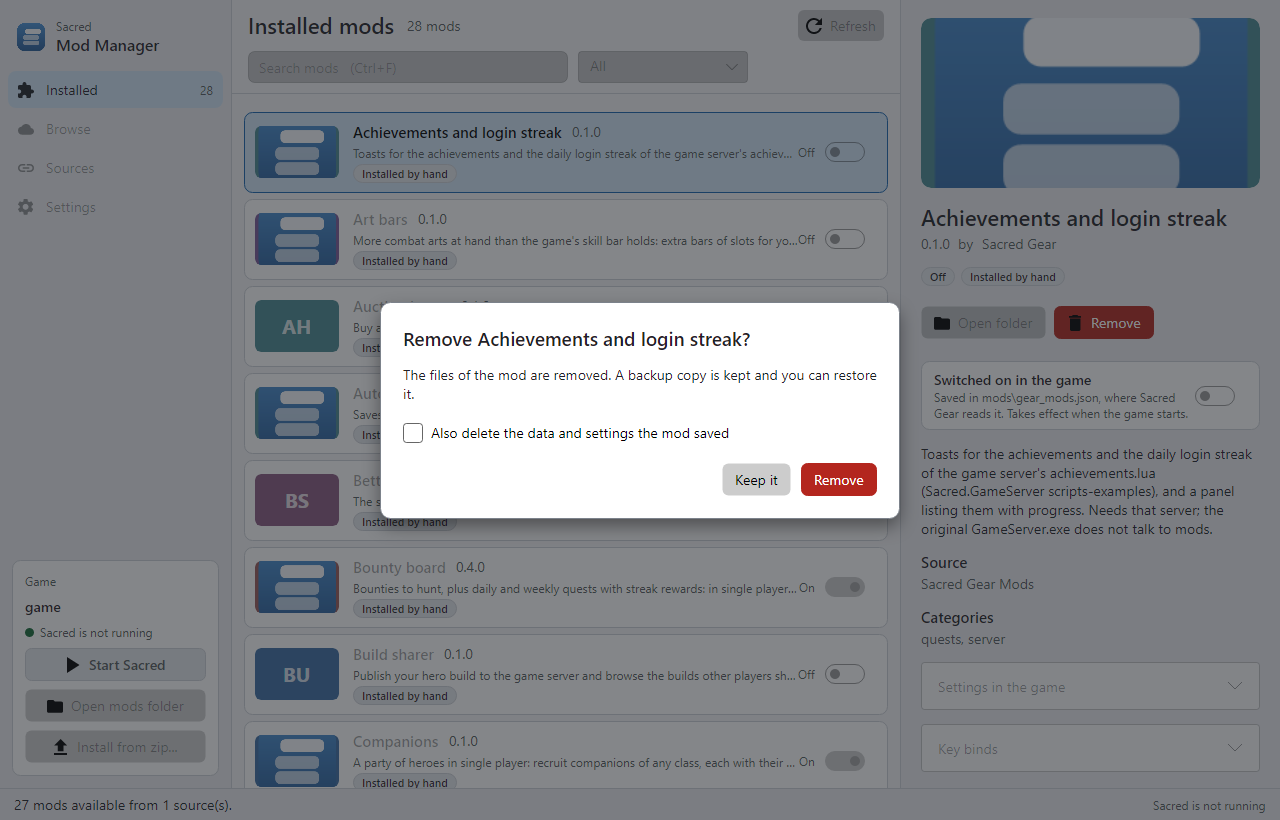 Sacred
Mod Manager
Installed 28
Browse
Sources
Settings
Game
game
Sacred is not running
Start Sacred
Open mods folder
Install from zip...
Installed mods 28 mods
Refresh
Search mods (Ctrl+F)
All
Achievements and login streak 0.1.0
Toasts for the achievements and the daily login streak of the game server's achiev... Off
Installed by hand
Art bars 0.1.0
More combat arts at hand than the game's skill bar holds: extra bars of slots for yo... Off
Installed by hand
AH
Buy a
BS
Bett
The s
Installed by hand
Bounty board 0.4.0
Bounties to hunt, plus daily and weekly quests with streak rewards: in single player... On
Installed by hand
BU
Build sharer 0.1.0
Publish your hero build to the game server and browse the builds other players sh... Off
Installed by hand
Companions 0.1.0
A party of heroes in single player: recruit companions of any class, each with their ... On
Installed by hand
Remove Achievements and login streak?
The files of the mod are removed. A backup copy is kept and you can restore
it.
Also delete the data and settings the mod saved
Keep it
Remove
Achievements and login streak
0.1.0 by Sacred Gear
Off Installed by hand
Open folder
Remove
Switched on in the game
Saved in mods\gear_mods.json, where Sacred
Gear reads it. Takes effect when the game starts.
Toasts for the achievements and the daily login streak
of the game server's achievements.lua
(Sacred.GameServer scripts-examples), and a panel
listing them with progress. Needs that server; the
original GameServer.exe does not talk to mods.
Source
Sacred Gear Mods
Categories
quests, server
Settings in the game
Key binds
27 mods available from 1 source(s).
Sacred is not running